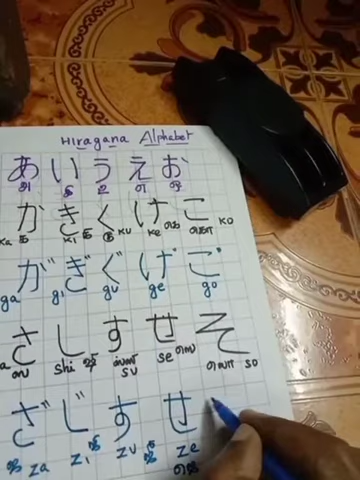 Hiragana Alphabet
あ い う え お
அ இ உ எ ஒ
か き く け こ
ka க ki கி கு ku ke கெ கொ ko
が ぎ ぐ げ ご
ga gi gu ge go
さ し す せ そ
a ஸ shi ஷி ஸு su se ஸெ ஸொ so
ざ じ す せ
za zi zu ze